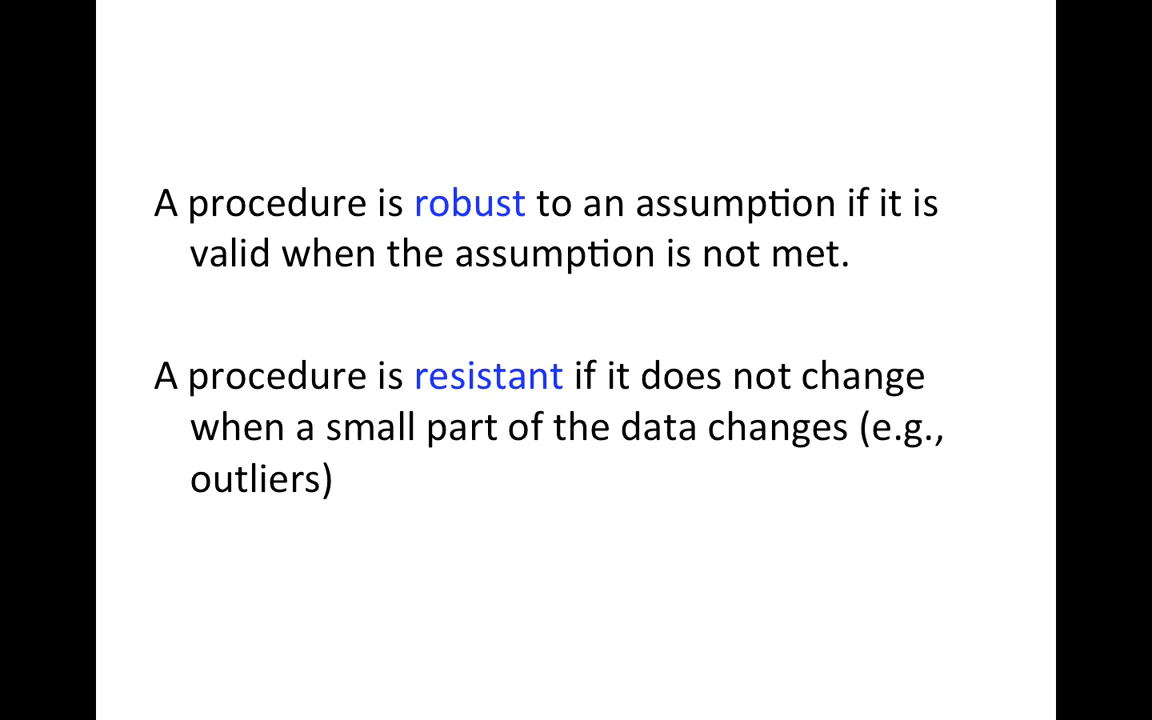 A procedure is robust to an assumption if it is
valid when the assumption is not met.
A procedure is resistant if it does not change
when a small part of the data changes (e.g.,
outliers)